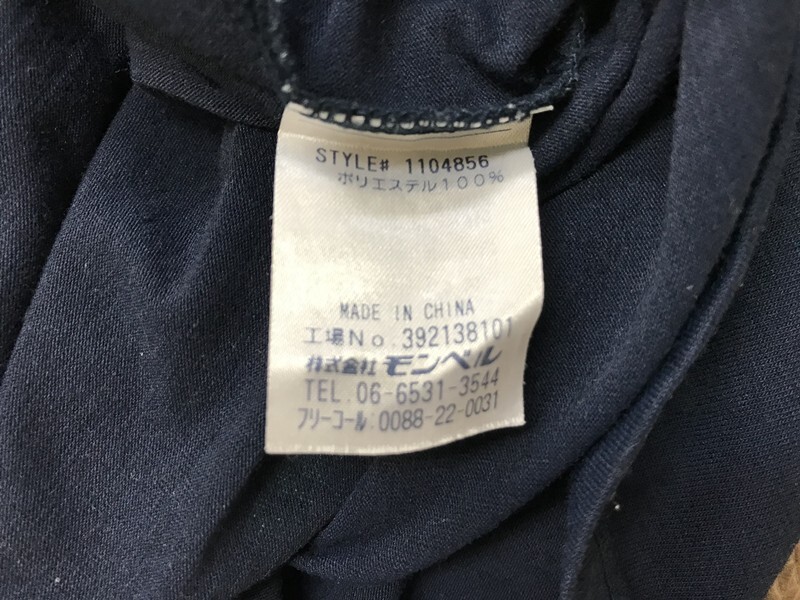 STYLE# 1104856
ポリエステル100%
MADE IN CHINA
工場No.392138101
株式会社 モンベル
TEL.06-6531-3544
フリーコール:0088-22-0031